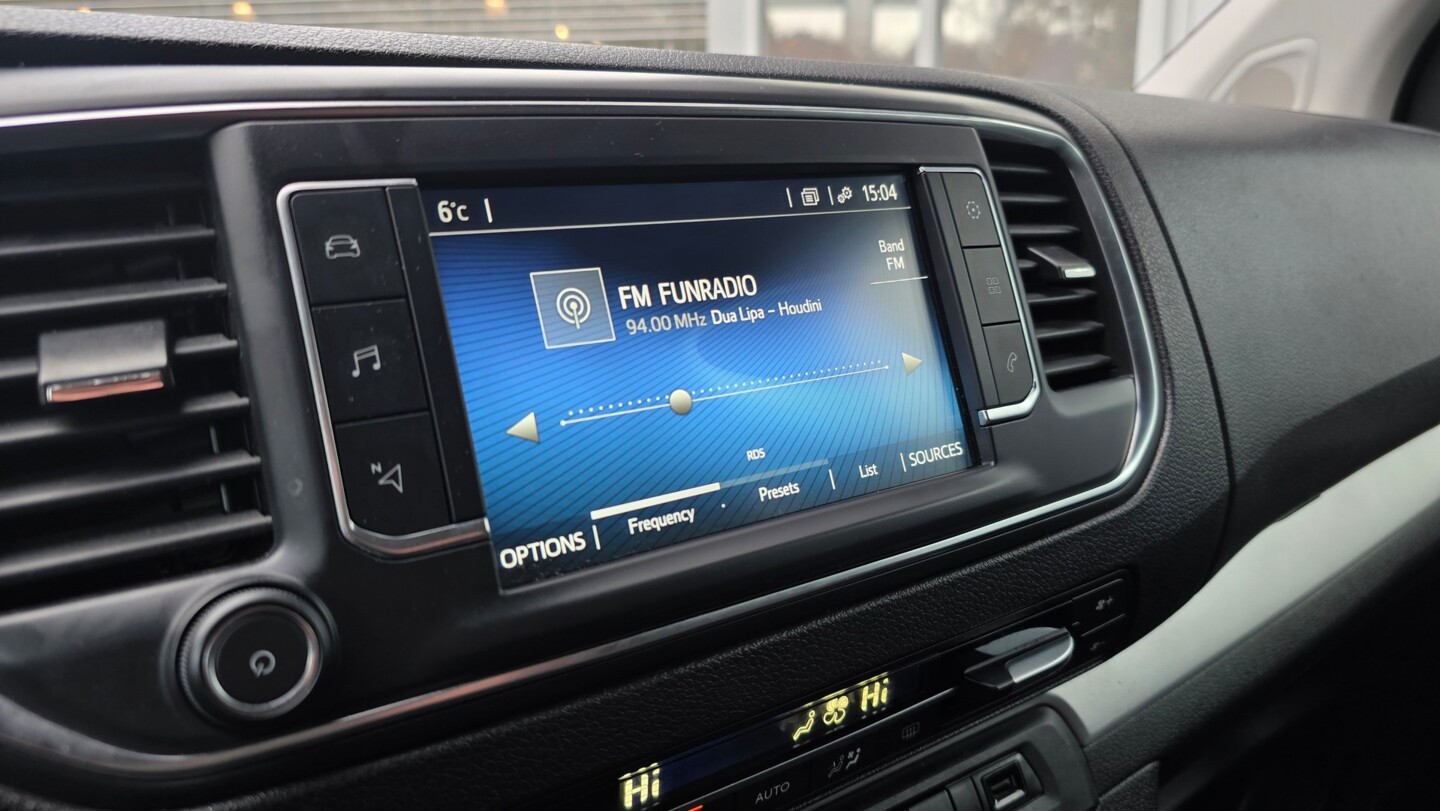 6°C
15:04
Band
FM
FM FUNRADIO
94.00 MHz Dua Lipa – Houdini
RDS
OPTIONS
Frequency
Presets
List
SOURCES
N
Hi
Hi
AUTO